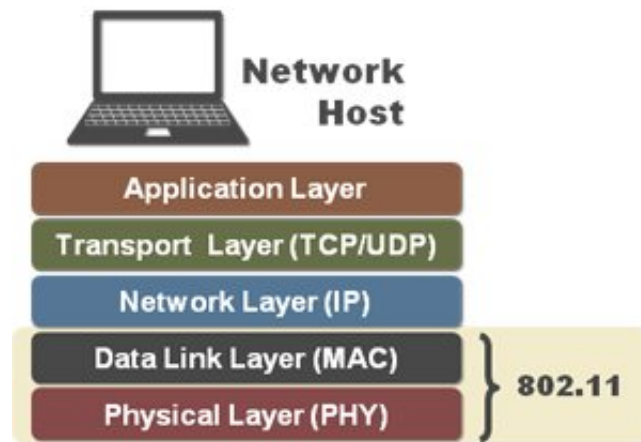 Network
Host
Application Layer
Transport Layer (TCP/UDP)
Network Layer (IP)
Data Link Layer (MAC)
802.11
Physical Layer (PHY)